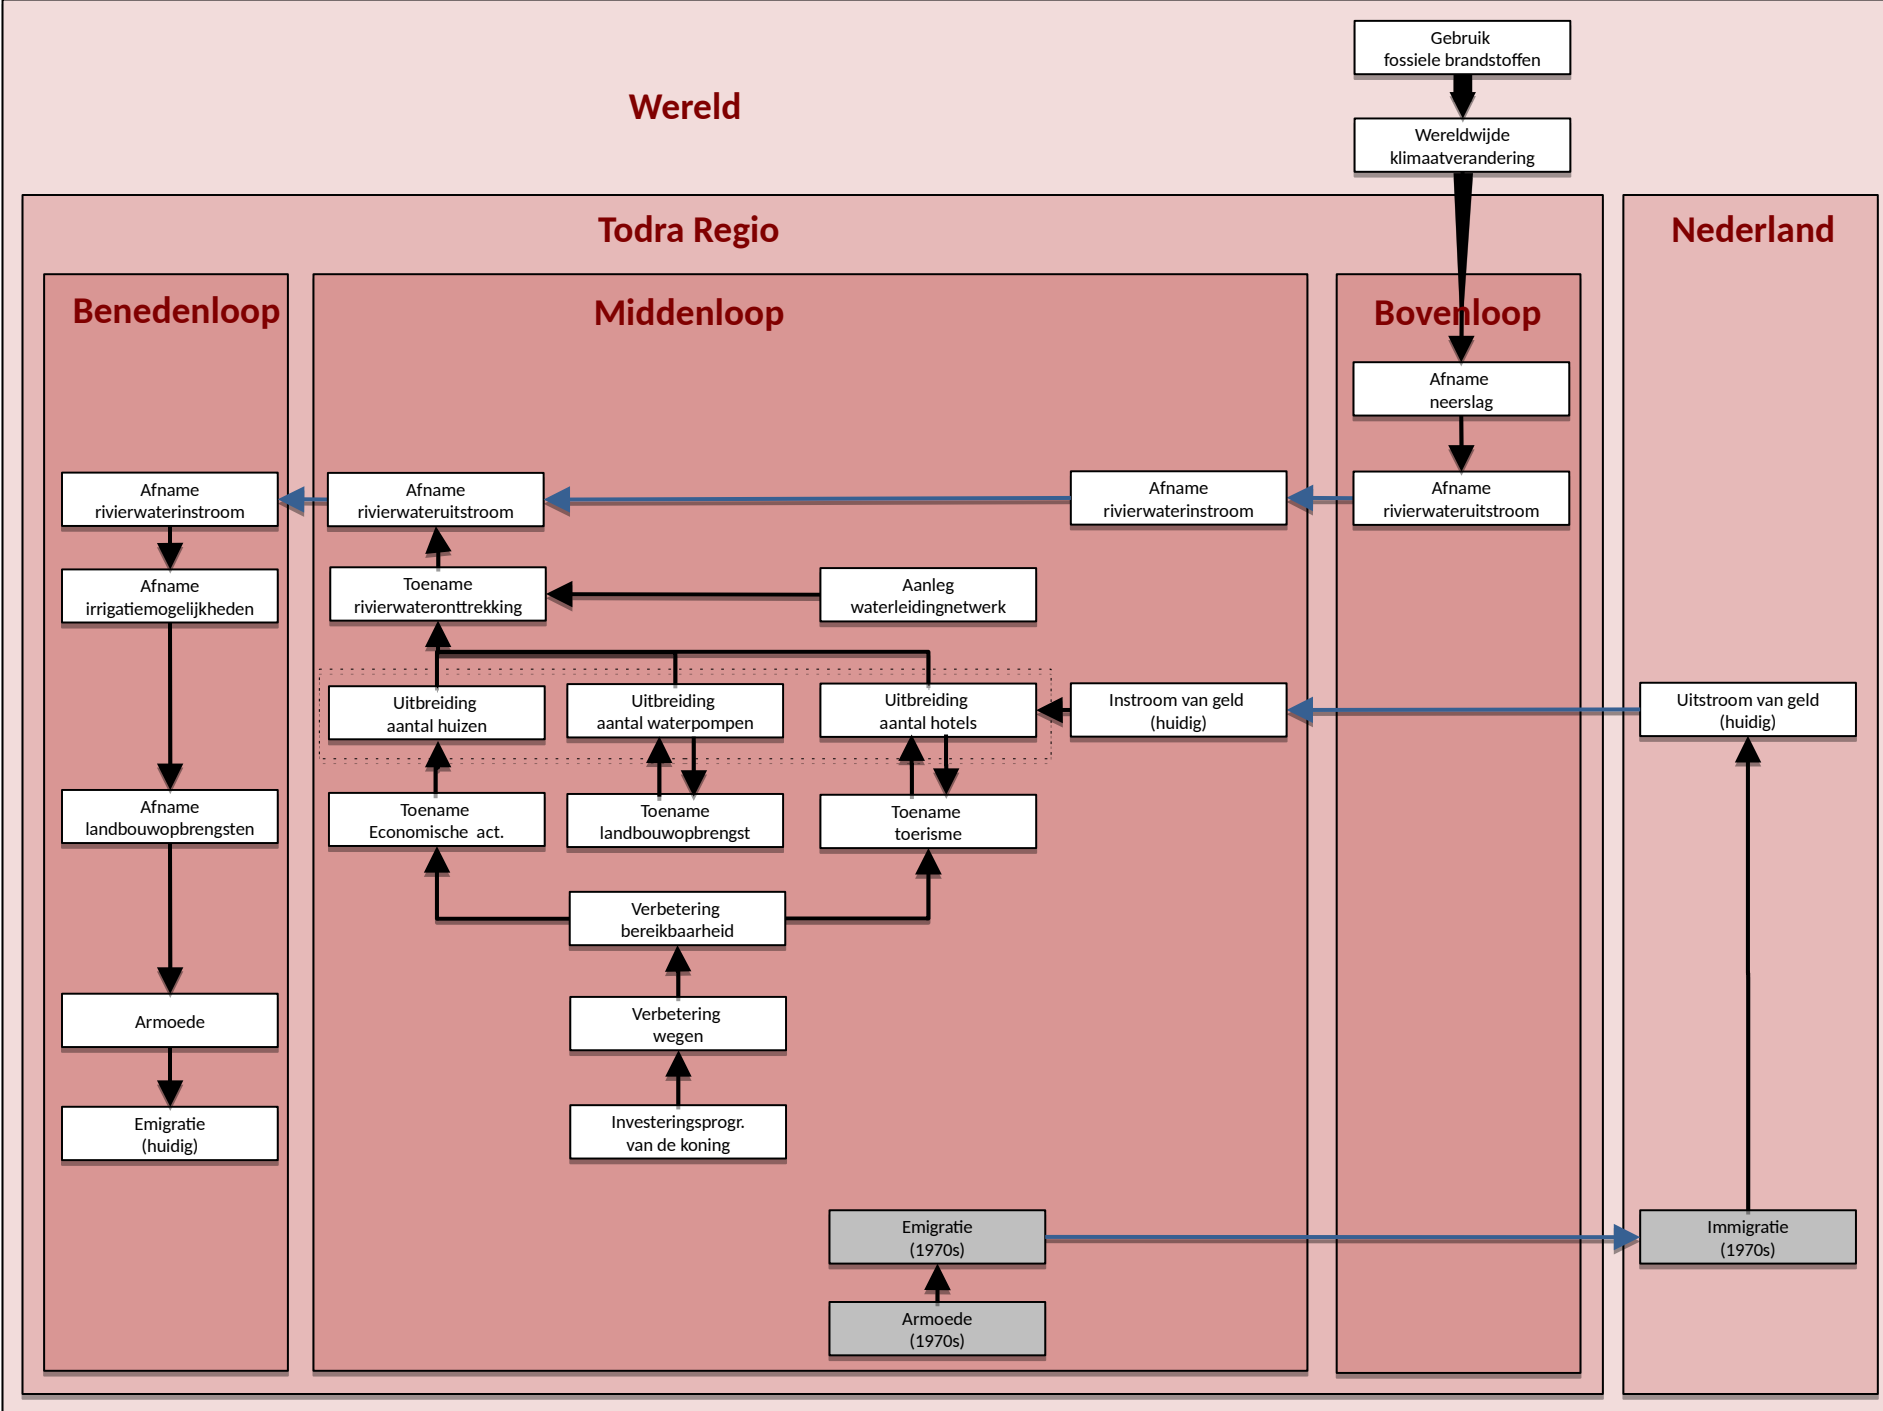 Gebruik
fossiele brandstoffen
Wereld
Wereldwijde
klimaatverandering
Todra Regio
Nederland
Benedenloop
Middenloop
Bovenloop
Afname
neerslag
Afname
rivierwaterinstroom
Afname
rivierwateruitstroom
Afname
rivierwaterinstroom
Afname
rivierwateruitstroom
Afname
irrigatiemogelijkheden
Toename
rivierwateronttrekking
Aanleg
waterleidingnetwerk
Uitbreiding
aantal huizen
Uitbreiding
aantal waterpompen
Uitbreiding
aantal hotels
Instroom van geld
(huidig)
Uitstroom van geld
(huidig)
Afname
landbouwopbrengsten
Toename
Economische act.
Toename
landbouwopbrengst
Toename
toerisme
Verbetering
bereikbaarheid
Armoede
Verbetering
wegen
Emigratie
(huidig)
Investeringsprogr.
van de koning
Emigratie
(1970s)
Immigratie
(1970s)
Armoede
(1970s)